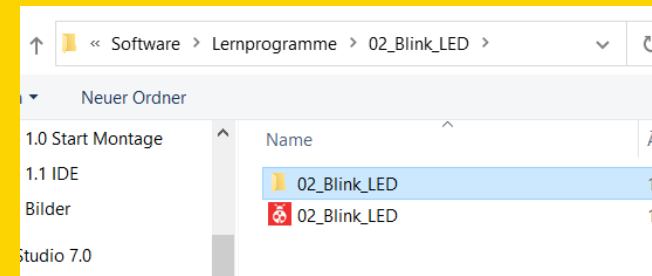 « Software > Lernprogramme > 02_Blink_LED >
Neuer Ordner
1.0 Start Montage
1.1 IDE
Bilder
Studio 7.0
Name
02_Blink_LED
02_Blink_LED